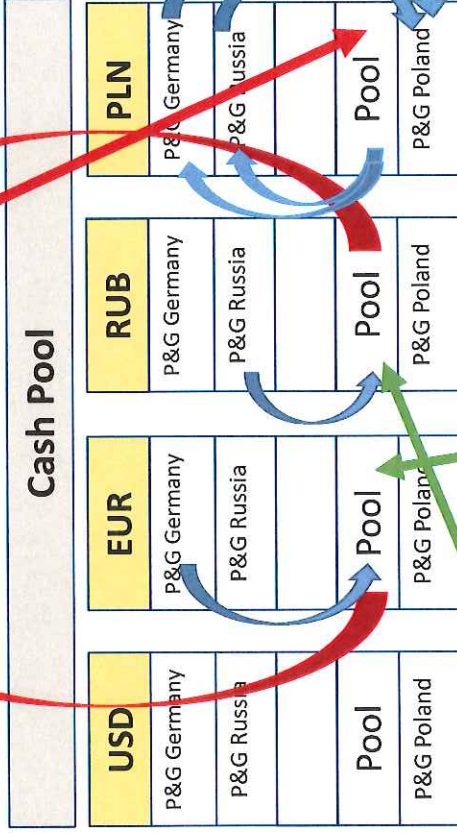 Cash Pool
USD EUR RUB PLN
P&G Germany P&G Germany P&G Germany P&G Germany
P&G Russia P&G Russia P&G Russia P&G Russia
Pool Pool Pool Pool
P&G Poland P&G Poland P&G Poland P&G Poland